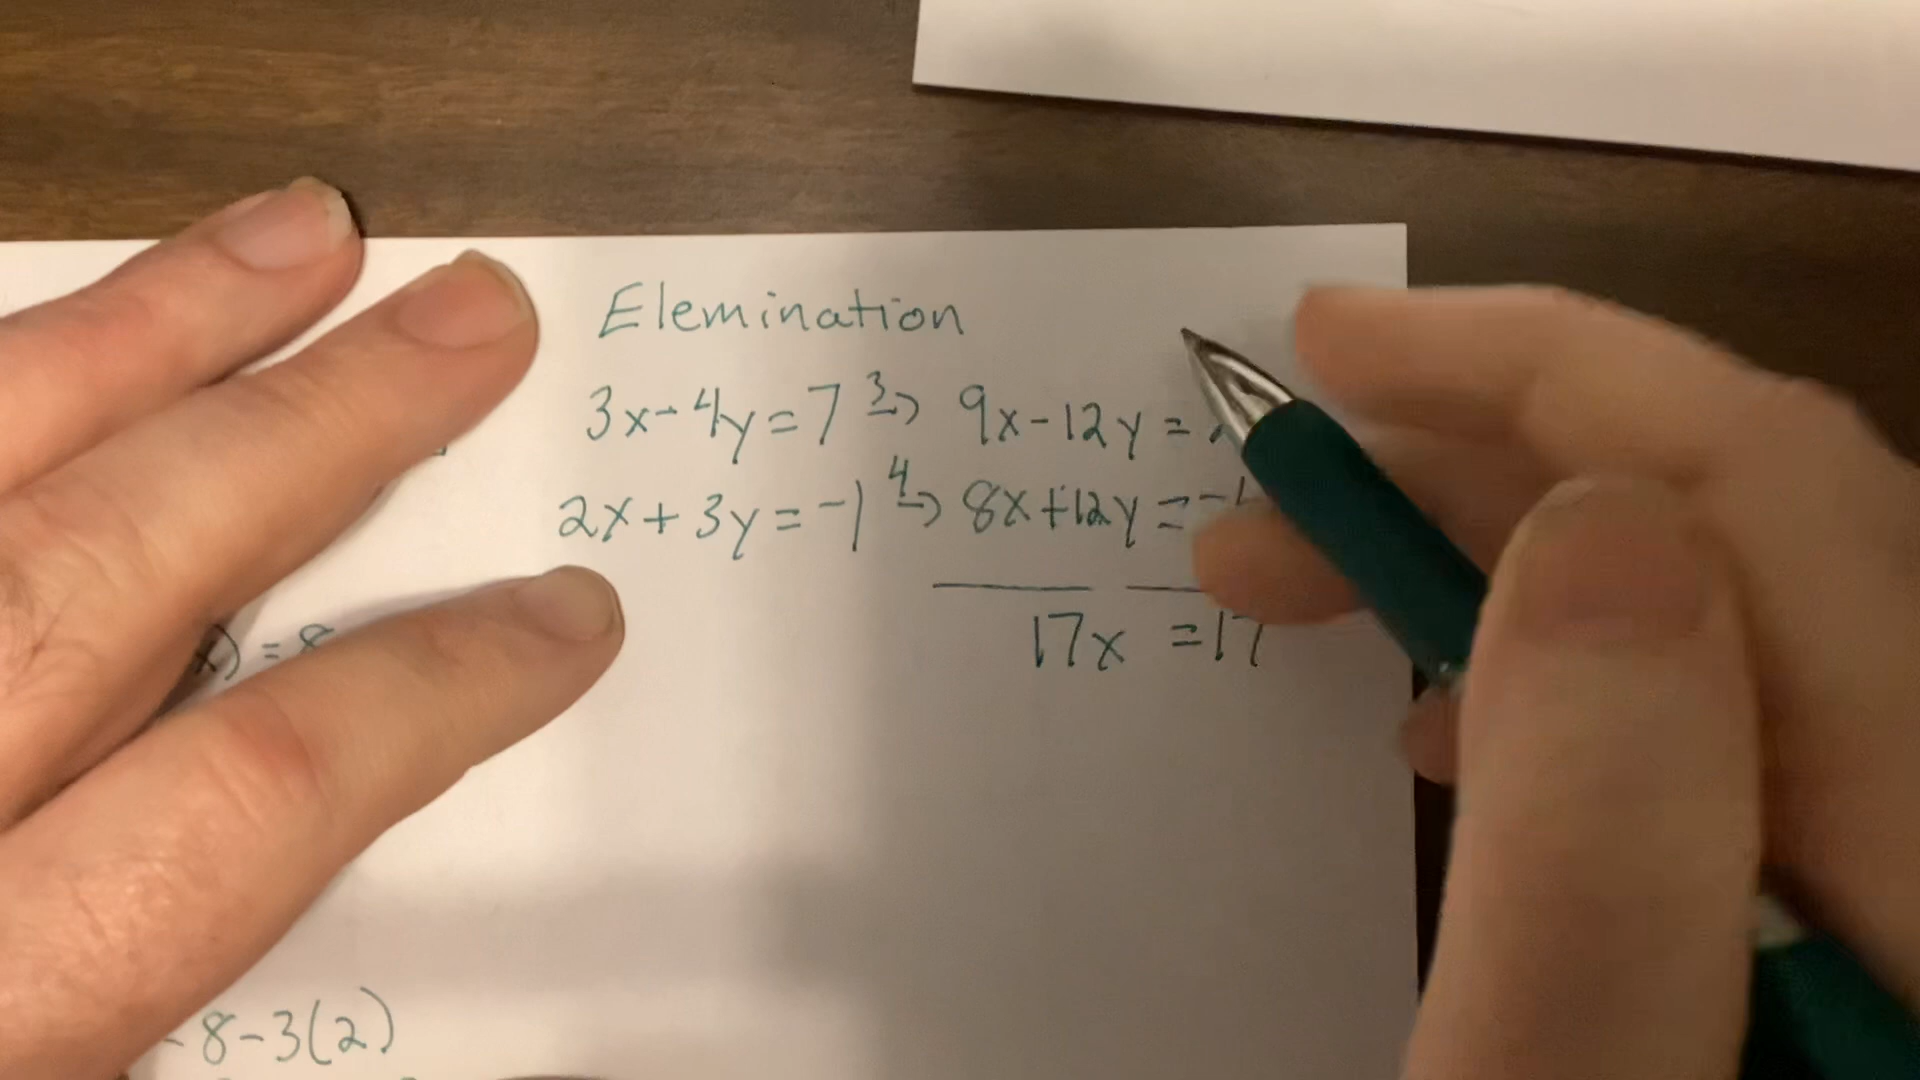 Elemination
3x-4y=7 3→ 9x-12y=
2x+3y=-1 4→ 8x+12y=-
17x =17
x)=8
-8-3(2)